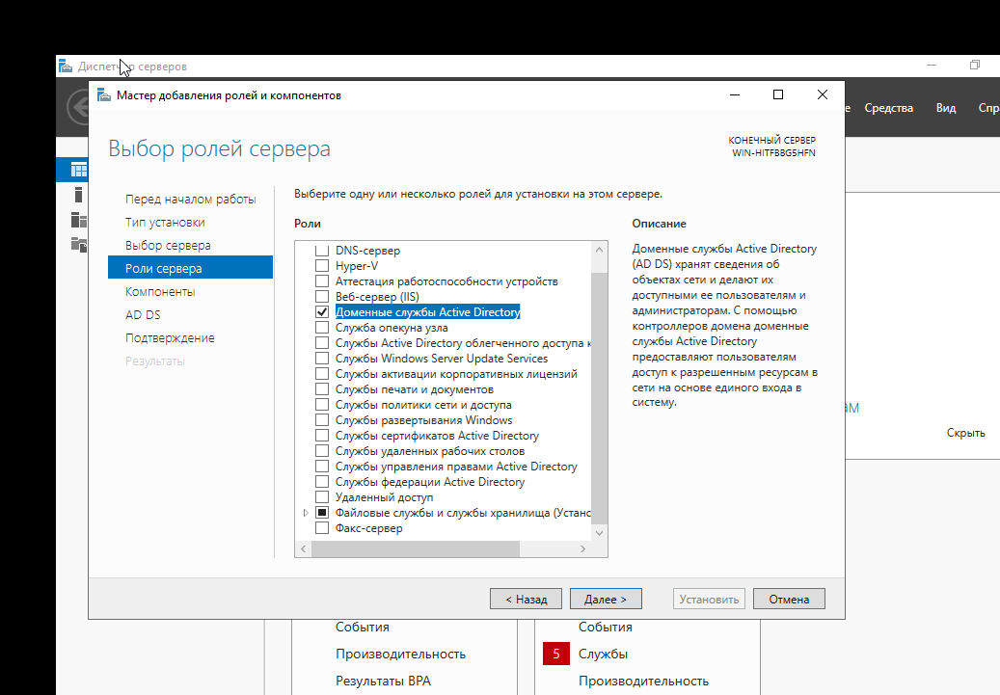 Диспетчер серверов
Мастер добавления ролей и компонентов
Средства
Вид
Выбор ролей сервера
КОНЕЧНЫЙ СЕРВЕР
WIN-HITFBBG5HFN
Перед началом работы
Тип установки
Выбор сервера
Роли сервера
Компоненты
AD DS
Подтверждение
Результаты
Выберите одну или несколько ролей для установки на этом сервере.
Роли
DNS-сервер
Hyper-V
Аттестация работоспособности устройств
Веб-сервер (IIS)
Доменные службы Active Directory
Служба опекуна узла
Службы Active Directory облегченного доступа к
Службы Windows Server Update Services
Службы активации корпоративных лицензий
Службы печати и документов
Службы политики сети и доступа
Службы развертывания Windows
Службы сертификатов Active Directory
Службы удаленных рабочих столов
Службы управления правами Active Directory
Службы федерации Active Directory
Удаленный доступ
Файловые службы и службы хранилища (Устанс
Факс-сервер
Описание
Доменные службы Active Directory
(AD DS) хранят сведения об
объектах сети и делают их
доступными ее пользователям и
администраторам. С помощью
контроллеров домена доменные
службы Active Directory
предоставляют пользователям
доступ к разрешенным ресурсам в
сети на основе единого входа в
систему.
Скрыть
< Назад
Далее >
Установить
Отмена
События
Производительность
Результаты BPA
События
5 Службы
Производительность